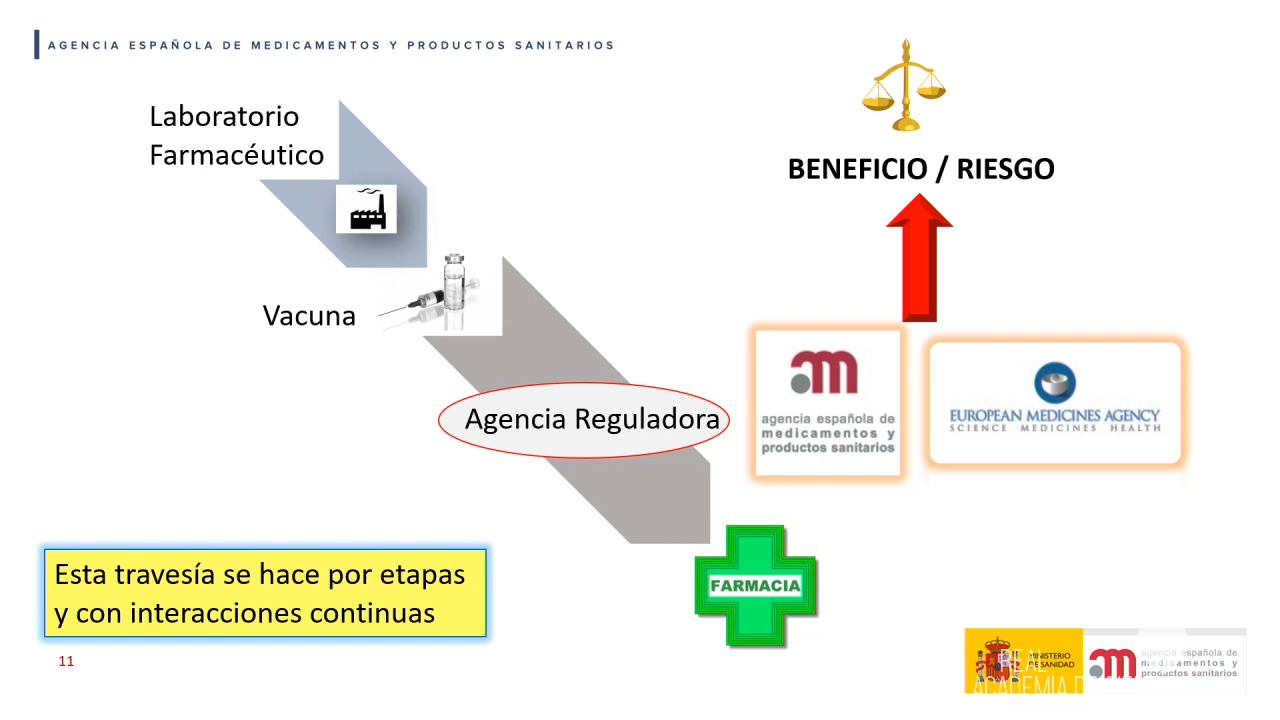 AGENCIA ESPAÑOLA DE MEDICAMENTOS Y PRODUCTOS SANITARIOS
Laboratorio
Farmacéutico
BENEFICIO / RIESGO
Vacuna
Agencia Reguladora
agencia española de
medicamentos y
productos sanitarios
EUROPEAN MEDICINES AGENCY
SCIENCE MEDICINES HEALTH
FARMACIA
Esta travesía se hace por etapas
y con interacciones continuas
11
MINISTERIO
DE SANIDAD
agencia española de
medicamentos y
productos sanitarios
REAL
ACADEMIA